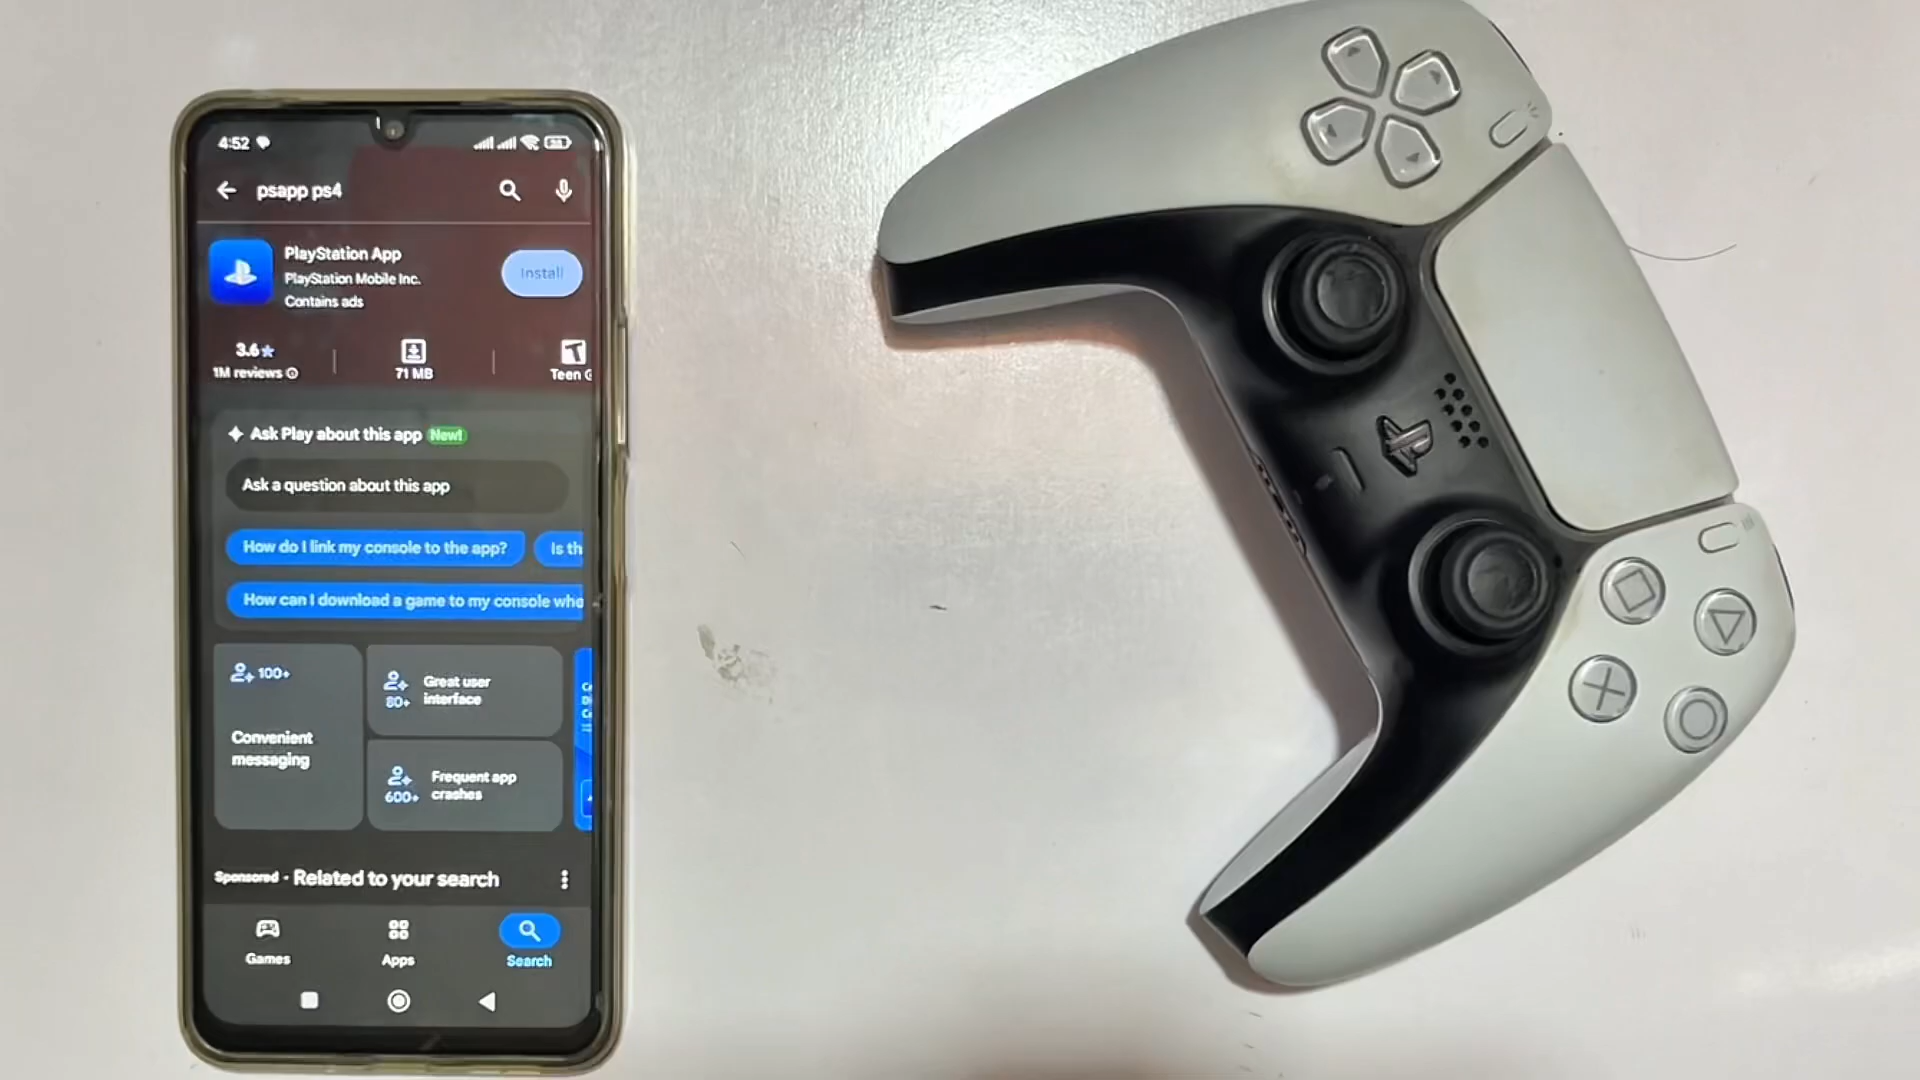 4:52
psapp ps4
PlayStation App
PlayStation Mobile Inc.
Contains ads
Install
3.6★
1M reviews
71 MB
Teen
Ask Play about this app New!
Ask a question about this app
How do I link my console to the app?
Is th
How can I download a game to my console
100+
Convenient
messaging
80+
Great user
interface
600+
Frequent app
crashes
Sponsored · Related to your search
Games
Apps
Search